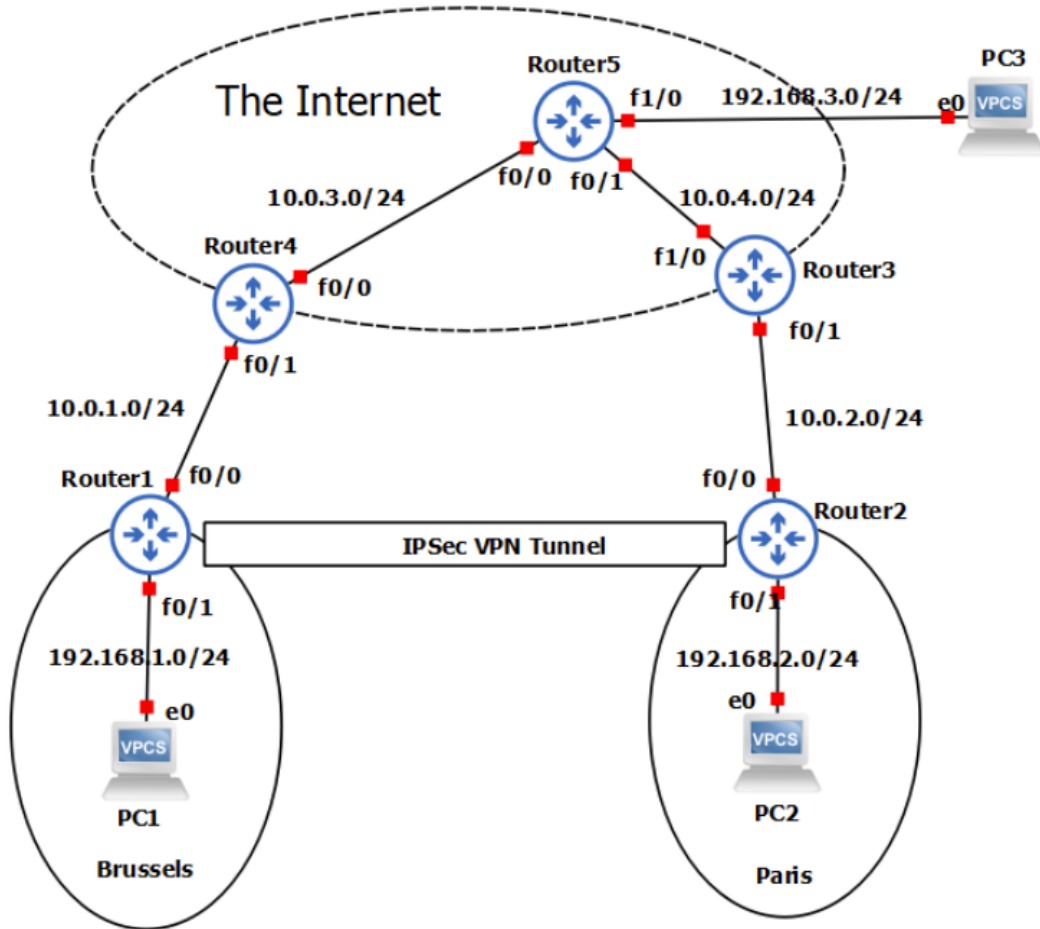 PC3
Router5
The Internet
f1/0
192.168.3.0/24
e0
VPCS
f0/0
f0/1
10.0.3.0/24
10.0.4.0/24
Router4
f1/0
Router3
f0/0
f0/1
f0/1
10.0.1.0/24
10.0.2.0/24
Router1
f0/0
f0/0
Router2
IPSec VPN Tunnel
f0/1
f0/1
192.168.1.0/24
192.168.2.0/24
e0
e0
VPCS
VPCS
PC1
PC2
Brussels
Paris